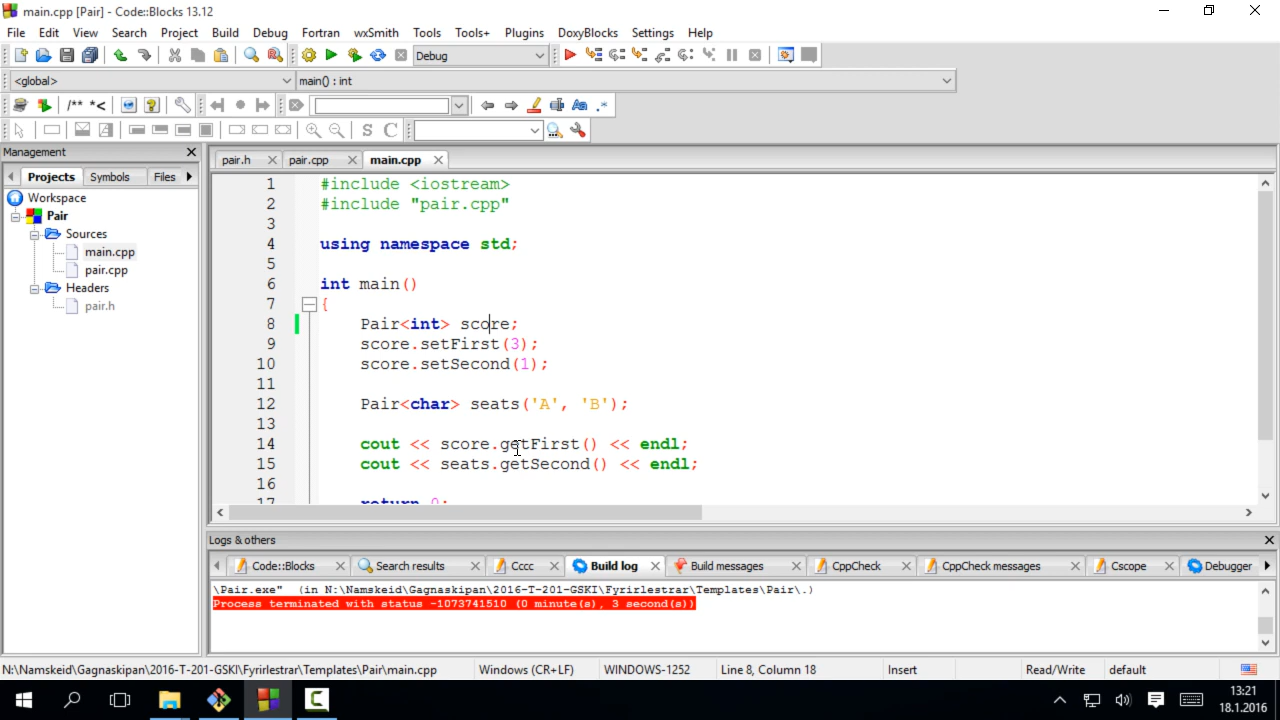 main.cpp [Pair] - Code::Blocks 13.12
File Edit View Search Project Build Debug Fortran wxSmith Tools Tools+ Plugins DoxyBlocks Settings Help
Debug
<global> main() : int
/** *< Aa .*
S C
Management
Projects Symbols Files
pair.h pair.cpp main.cpp
Workspace
Pair
Sources
main.cpp
pair.cpp
Headers
pair.h
1 #include <iostream>
2 #include "pair.cpp"
3
4 using namespace std;
5
6 int main()
7 {
8 Pair<int> score;
9 score.setFirst(3);
10 score.setSecond(1);
11
12 Pair<char> seats('A', 'B');
13
14 cout << score.getFirst() << endl;
15 cout << seats.getSecond() << endl;
16
17 return 0;
Logs & others
Code::Blocks Search results Cccc Build log Build messages CppCheck CppCheck messages Cscope Debugger
\Pair.exe" (in N:\Namskeid\Gagnaskipan\2016-T-201-GSKI\Fyrirlestrar\Templates\Pair\.)
Process terminated with status -1073741510 (0 minute(s), 3 second(s))
N:\Namskeid\Gagnaskipan\2016-T-201-GSKI\Fyrirlestrar\Templates\Pair\main.cpp Windows (CR+LF) WINDOWS-1252 Line 8, Column 18 Insert Read/Write default
13:21
18.1.2016